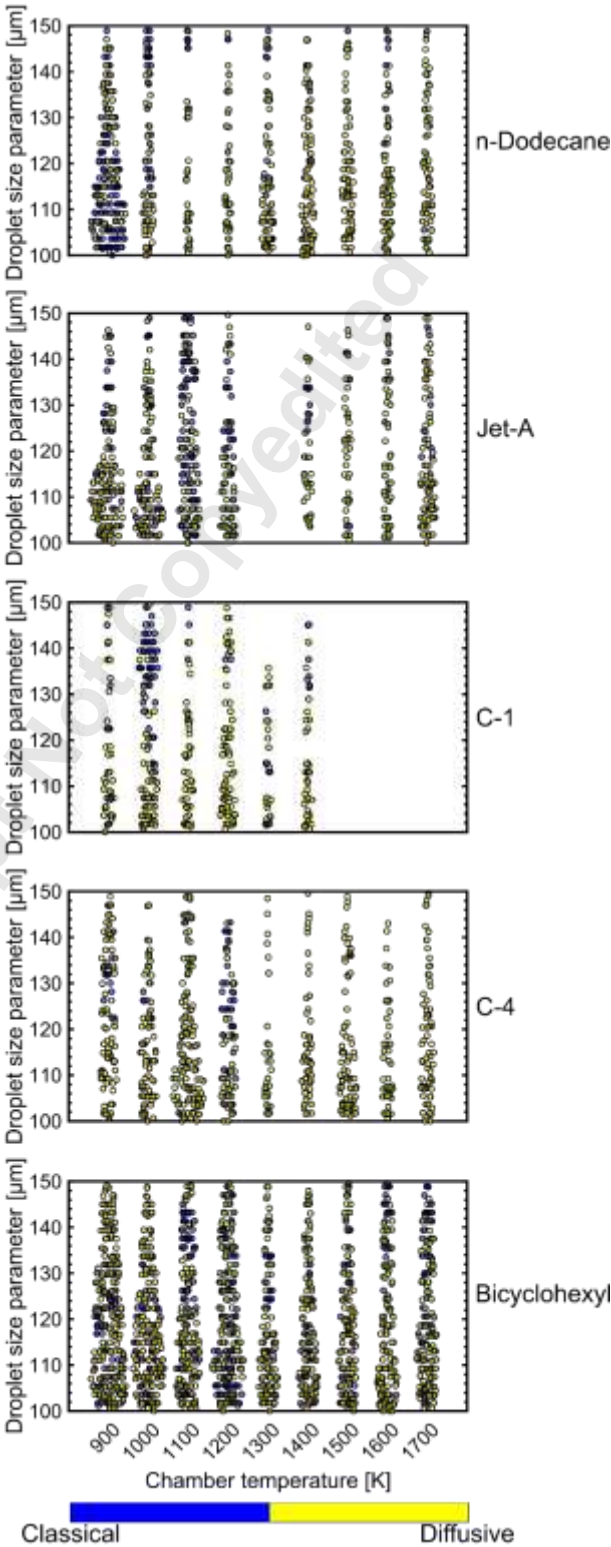 150
140
130
120
110
100
Droplet size parameter [µm]
n-Dodecane
150
140
130
120
110
100
Droplet size parameter [µm]
Jet-A
150
140
130
120
110
100
Droplet size parameter [µm]
C-1
150
140
130
120
110
100
Droplet size parameter [µm]
C-4
150
140
130
120
110
100
Droplet size parameter [µm]
Bicyclohexyl
900 1000 1100 1200 1300 1400 1500 1600 1700
Chamber temperature [K]
Classical Diffusive
Not Copyedited